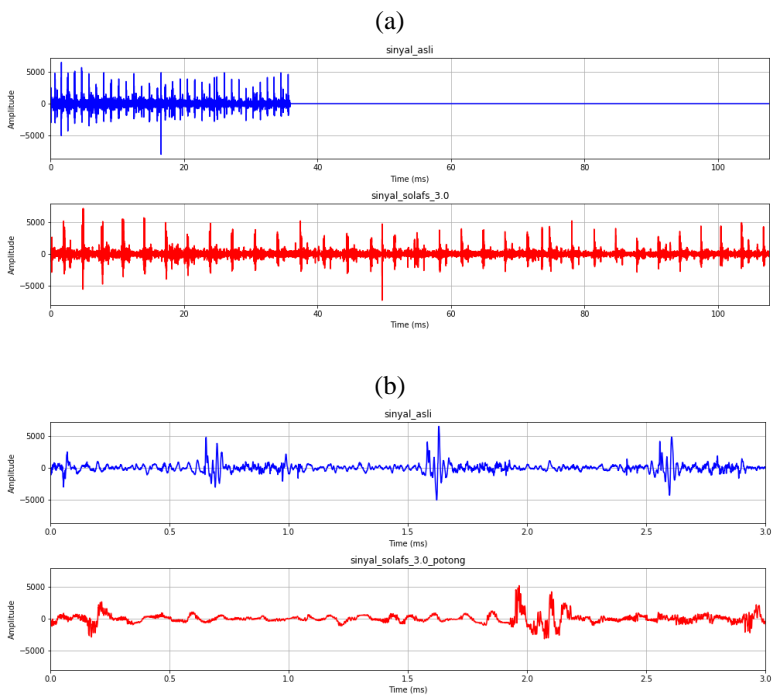 (a)
sinyal_asli
5000
0
−5000
Amplitude
0 20 40 60 80 100
Time (ms)
sinyal_solafs_3.0
5000
0
−5000
Amplitude
0 20 40 60 80 100
Time (ms)
(b)
sinyal_asli
5000
0
−5000
Amplitude
0.0 0.5 1.0 1.5 2.0 2.5 3.0
Time (ms)
sinyal_solafs_3.0_potong
5000
0
−5000
Amplitude
0.0 0.5 1.0 1.5 2.0 2.5 3.0
Time (ms)